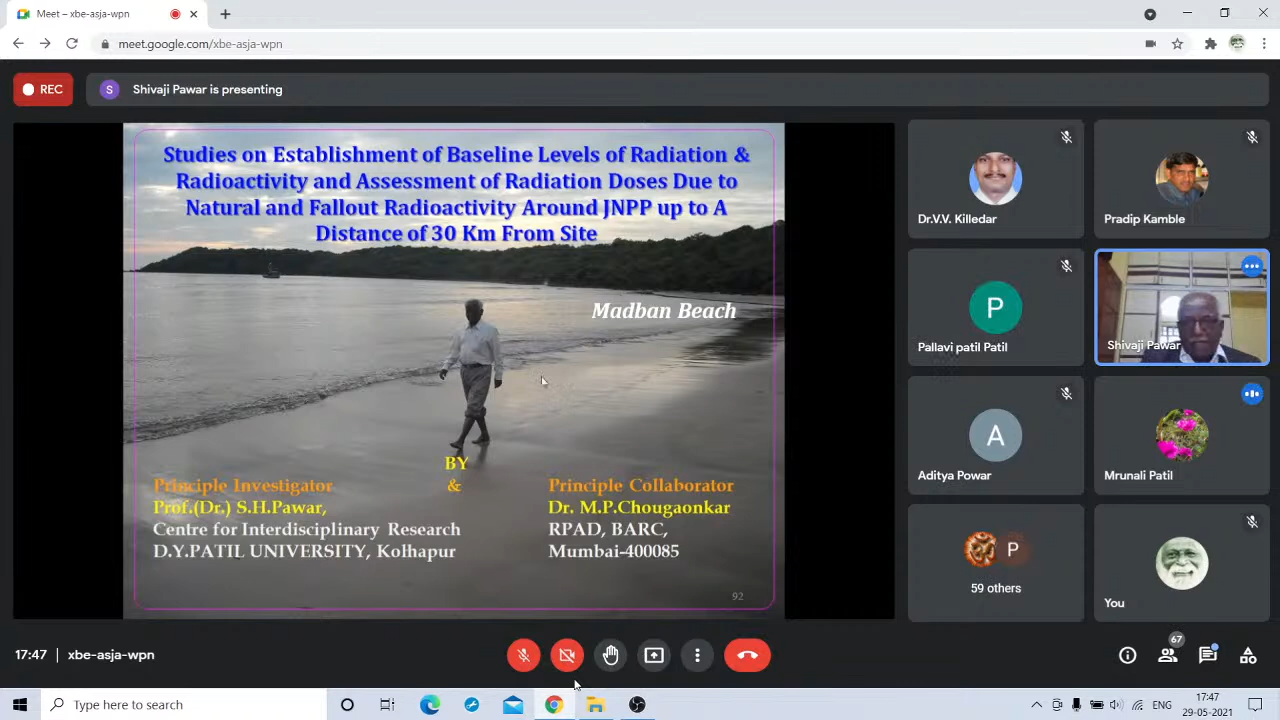 Meet – xbe-asja-wpn
meet.google.com/xbe-asja-wpn
REC
S
Shivaji Pawar is presenting
Studies on Establishment of Baseline Levels of Radiation &
Radioactivity and Assessment of Radiation Doses Due to
Natural and Fallout Radioactivity Around JNPP up to A
Distance of 30 Km From Site
Madban Beach
BY
Principle Investigator
&
Principle Collaborator
Prof.(Dr.) S.H.Pawar,
Dr. M.P.Chougaonkar
Centre for Interdisciplinary Research
RPAD, BARC,
D.Y.PATIL UNIVERSITY, Kolhapur
Mumbai-400085
92
Dr.V.V. Killedar
Pradip Kamble
P
Pallavi patil Patil
Shivaji Pawar
A
Aditya Powar
Mrunali Patil
P
59 others
You
17:47 | xbe-asja-wpn
67
Type here to search
ENG
17:47
29-05-2021